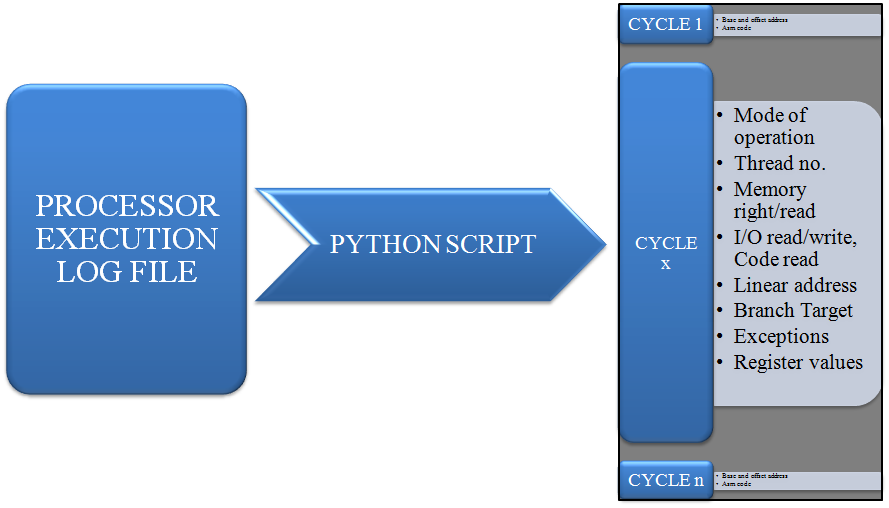 CYCLE 1
• Base and offset address
• Asm code
PROCESSOR
EXECUTION
LOG FILE
PYTHON SCRIPT
CYCLE
x
• Mode of
operation
• Thread no.
• Memory
right/read
• I/O read/write,
Code read
• Linear address
• Branch Target
• Exceptions
• Register values
CYCLE n
• Base and offset address
• Asm code